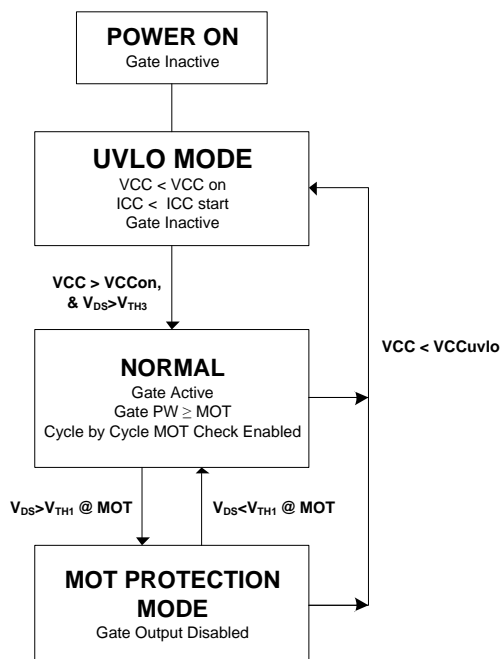 POWER ON
Gate Inactive
UVLO MODE
VCC < VCC on
ICC < ICC start
Gate Inactive
VCC > VCCon,
& VDS>VTH3
VCC < VCCuvlo
NORMAL
Gate Active
Gate PW ≥ MOT
Cycle by Cycle MOT Check Enabled
VDS>VTH1 @ MOT
VDS<VTH1 @ MOT
MOT PROTECTION
MODE
Gate Output Disabled